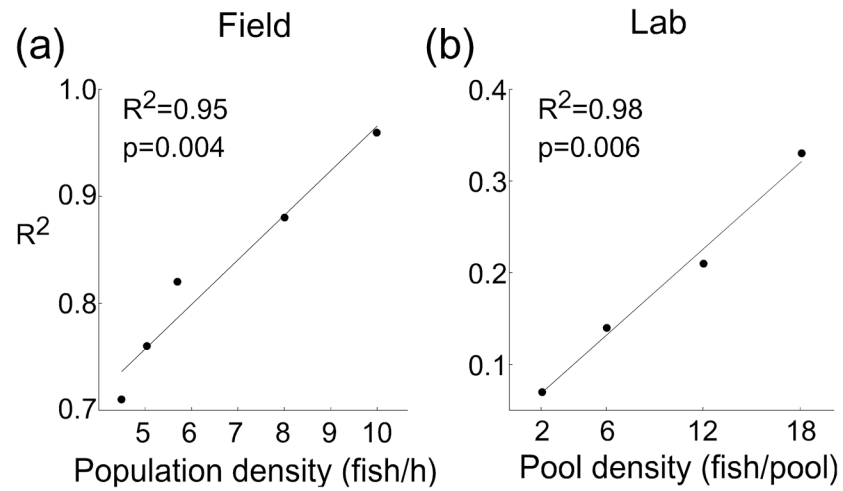 Field
(a)
R²=0.95
p=0.004
1.0
0.9
0.8
0.7
R²
5 6 7 8 9 10
Population density (fish/h)
Lab
(b)
R²=0.98
p=0.006
0.4
0.3
0.2
0.1
2 6 12 18
Pool density (fish/pool)